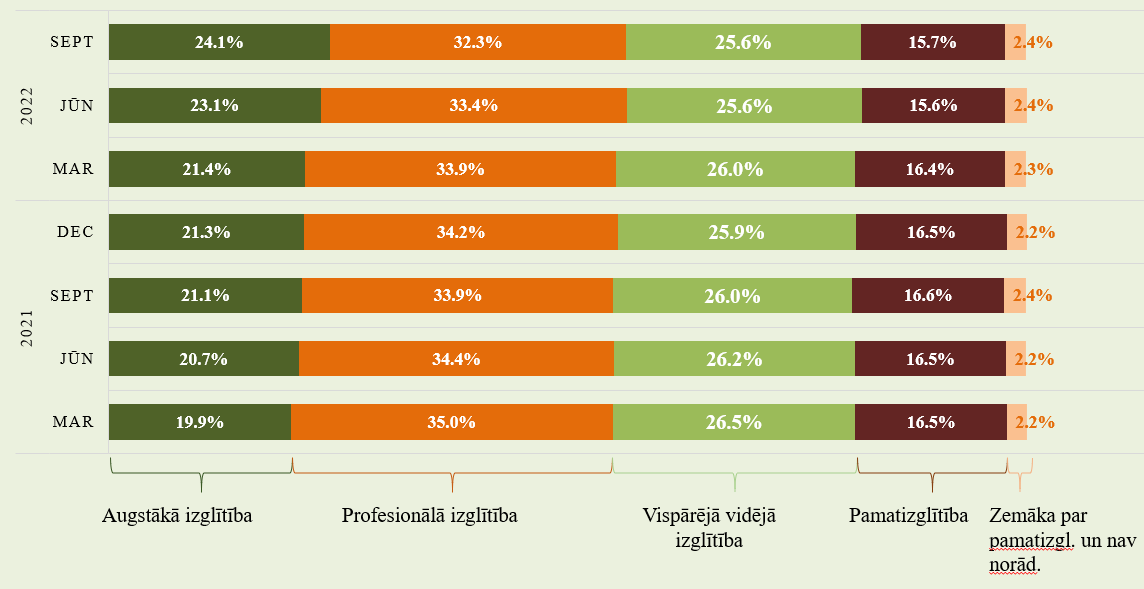 2022
SEPT 24.1% 32.3% 25.6% 15.7% 2.4%
JŪN 23.1% 33.4% 25.6% 15.6% 2.4%
MAR 21.4% 33.9% 26.0% 16.4% 2.3%
2021
DEC 21.3% 34.2% 25.9% 16.5% 2.2%
SEPT 21.1% 33.9% 26.0% 16.6% 2.4%
JŪN 20.7% 34.4% 26.2% 16.5% 2.2%
MAR 19.9% 35.0% 26.5% 16.5% 2.2%
Augstākā izglītība
Profesionālā izglītība
Vispārējā vidējā
izglītība
Pamatizglītība
Zemāka par
pamatizgl. un nav
norād.